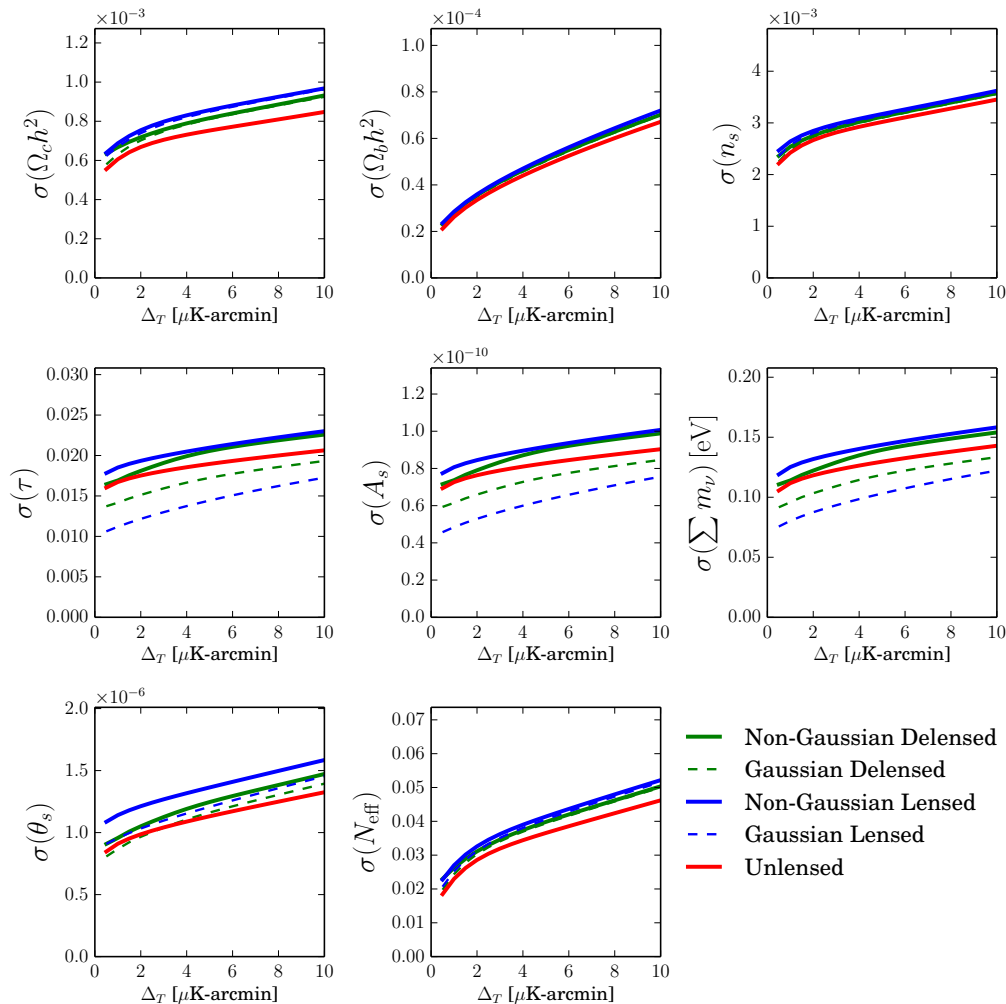 ×10⁻³
σ(Ω_c h²)
1.2
1.0
0.8
0.6
0.4
0.2
0.0
0 2 4 6 8 10
Δ_T [μK-arcmin]
×10⁻⁴
σ(Ω_b h²)
1.0
0.8
0.6
0.4
0.2
0.0
0 2 4 6 8 10
Δ_T [μK-arcmin]
×10⁻³
σ(n_s)
4
3
2
1
0
0 2 4 6 8 10
Δ_T [μK-arcmin]
σ(τ)
0.030
0.025
0.020
0.015
0.010
0.005
0.000
0 2 4 6 8 10
Δ_T [μK-arcmin]
×10⁻¹⁰
σ(A_s)
1.2
1.0
0.8
0.6
0.4
0.2
0.0
0 2 4 6 8 10
Δ_T [μK-arcmin]
σ(∑ m_ν) [eV]
0.20
0.15
0.10
0.05
0.00
0 2 4 6 8 10
Δ_T [μK-arcmin]
×10⁻⁶
σ(θ_s)
2.0
1.5
1.0
0.5
0.0
0 2 4 6 8 10
Δ_T [μK-arcmin]
σ(N_eff)
0.07
0.06
0.05
0.04
0.03
0.02
0.01
0.00
0 2 4 6 8 10
Δ_T [μK-arcmin]
Non-Gaussian Delensed
Gaussian Delensed
Non-Gaussian Lensed
Gaussian Lensed
Unlensed